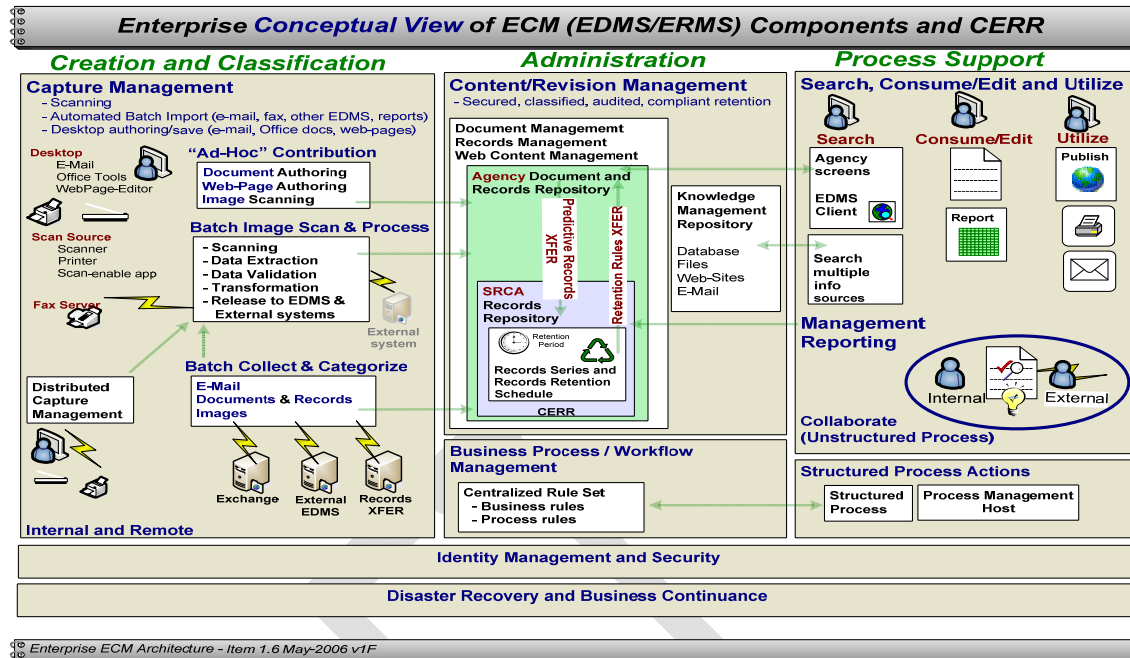 Enterprise Conceptual View of ECM (EDMS/ERMS) Components and CERR
Creation and Classification
Capture Management
- Scanning
- Automated Batch Import (e-mail, fax, other EDMS, reports)
- Desktop authoring/save (e-mail, Office docs, web-pages)
Desktop
E-Mail
Office Tools
WebPage-Editor
"Ad-Hoc" Contribution
Document Authoring
Web-Page Authoring
Image Scanning
Scan Source
Scanner
Printer
Scan-enable app
Fax Server
Batch Image Scan & Process
- Scanning
- Data Extraction
- Data Validation
- Transformation
- Release to EDMS &
External systems
External
system
Distributed
Capture
Management
Batch Collect & Categorize
E-Mail
Documents & Records
Images
Exchange
External
EDMS
Records
XFER
Internal and Remote
Administration
Content/Revision Management
- Secured, classified, audited, compliant retention
Document Managememt
Records Management
Web Content Management
Agency Document and
Records Repository
Predictive Records
XFER
Retention Rules XFER
SRCA
Records
Repository
Retention
Period
Records Series and
Records Retention
Schedule
CERR
Knowledge
Management
Repository
Database
Files
Web-Sites
E-Mail
Business Process / Workflow
Management
Centralized Rule Set
- Business rules
- Process rules
Process Support
Search, Consume/Edit and Utilize
Search
Consume/Edit
Utilize
Agency
screens
EDMS
Client
Search
multiple
info
sources
Report
Publish
Management
Reporting
Internal
External
Collaborate
(Unstructured Process)
Structured Process Actions
Structured
Process
Process Management
Host
Identity Management and Security
Disaster Recovery and Business Continuance
Enterprise ECM Architecture - Item 1.6 May-2006 v1F